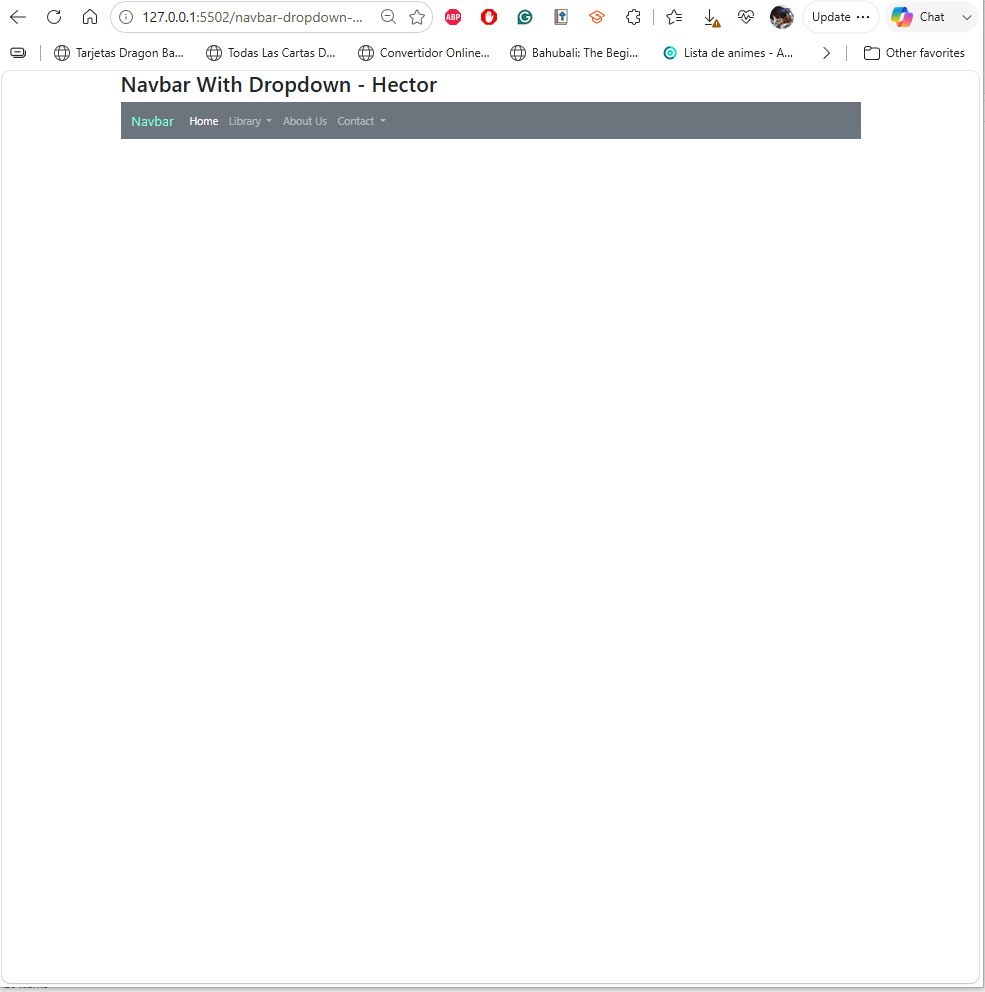 127.0.0.1:5502/navbar-dropdown-... ABP Update Chat
Tarjetas Dragon Ba... Todas Las Cartas D... Convertidor Online... Bahubali: The Begi... Lista de animes - A... Other favorites
Navbar With Dropdown - Hector
Navbar Home Library About Us Contact